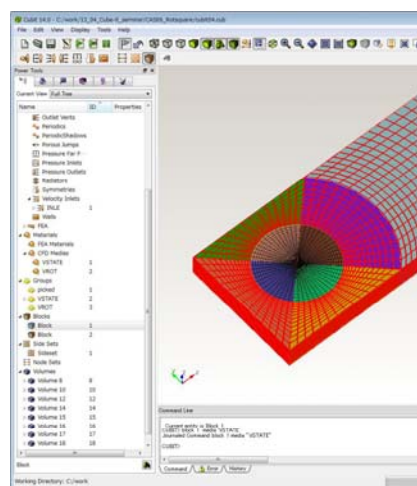 Cubit 14.0 - C:/work/13_04_Cube-it_seminar/CAS05_Rotsquare/cubit04.cub
File Edit View Display Tools Help
Power Tools
Current View Full Tree
Name ID Properties
Outlet Vents
Periodics
PeriodicShadows
Porous Jumps
Pressure Far F
Pressure Inlets
Pressure Outlets
Radiators
Symmetries
Velocity Inlets
INLE 1
Walls
FEA
Materials
FEA Materials
CFD Medias
VSTATE 1
VROT 2
Groups
picked 1
VSTATE 2
VROT 3
Blocks
Block 1
Block 2
Side Sets
Sideset 1
Node Sets
Volumes
Volume 8 8
Volume 10 10
Volume 12 12
Volume 14 14
Volume 15 15
Volume 16 16
Volume 17 17
Volume 18 18
Block
Working Directory: C:/work
Command Line
Current entity is Block 1.
CUBIT> block 1 media "VSTATE"
Journaled Command: block 1 media "VSTATE"
CUBIT>
Command Error History